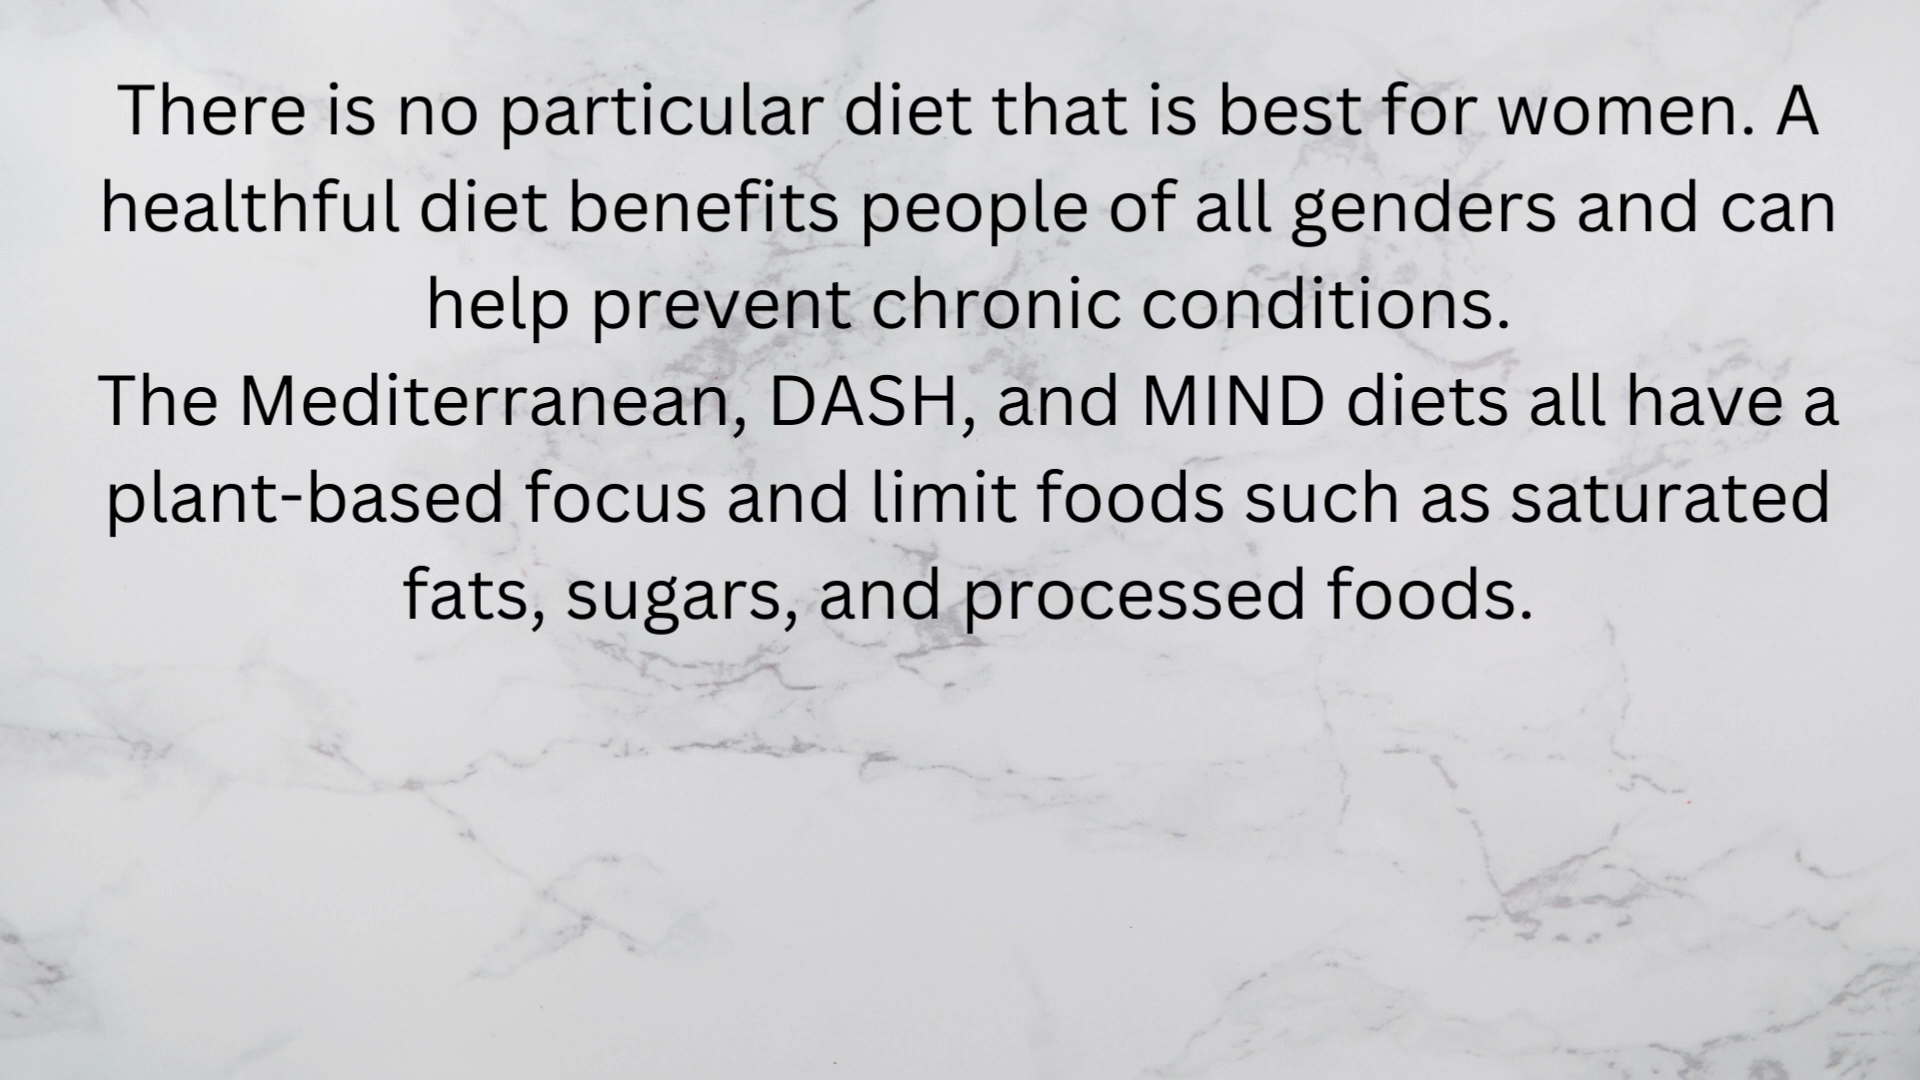 There is no particular diet that is best for women. A
healthful diet benefits people of all genders and can
help prevent chronic conditions.
The Mediterranean, DASH, and MIND diets all have a
plant-based focus and limit foods such as saturated
fats, sugars, and processed foods.